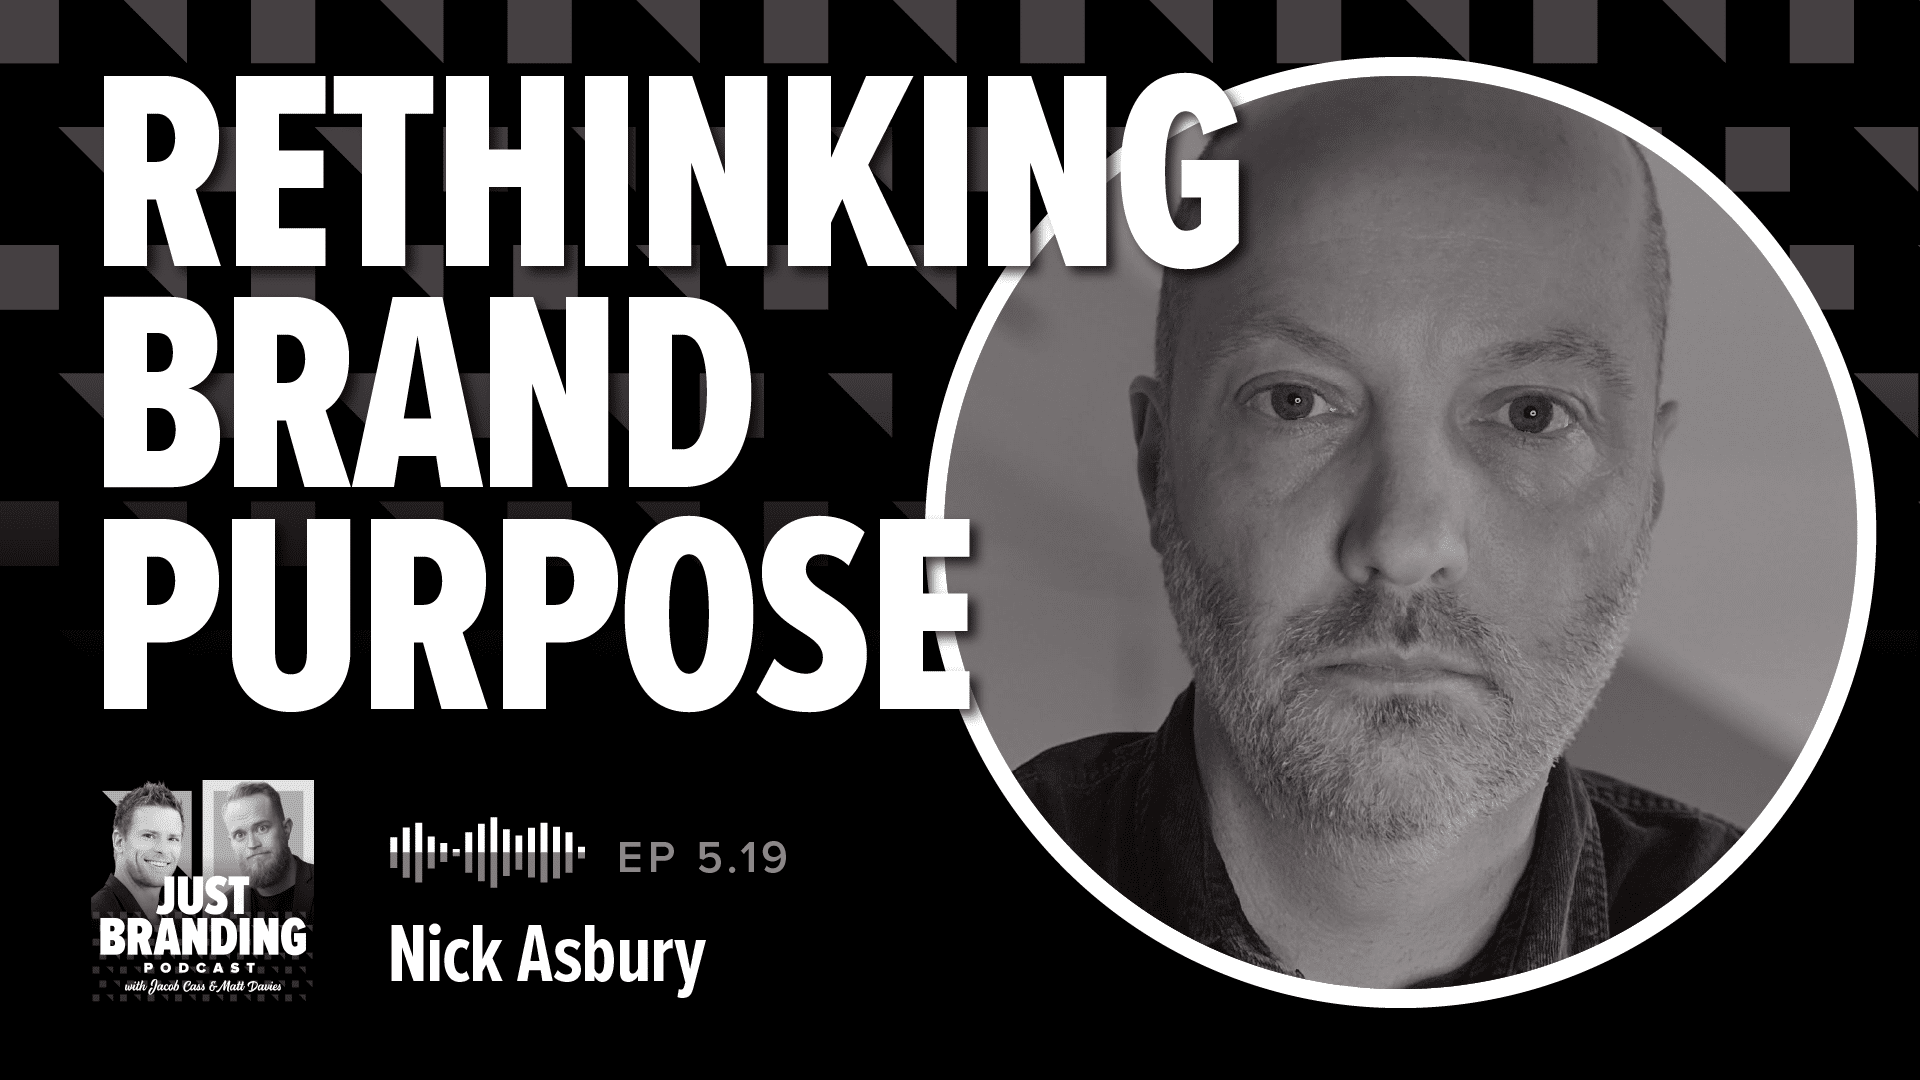 RETHINKING
BRAND
PURPOSE
EP 5.19
Nick Asbury
JUST
BRANDING
PODCAST
with Jacob Cass & Matt Davies